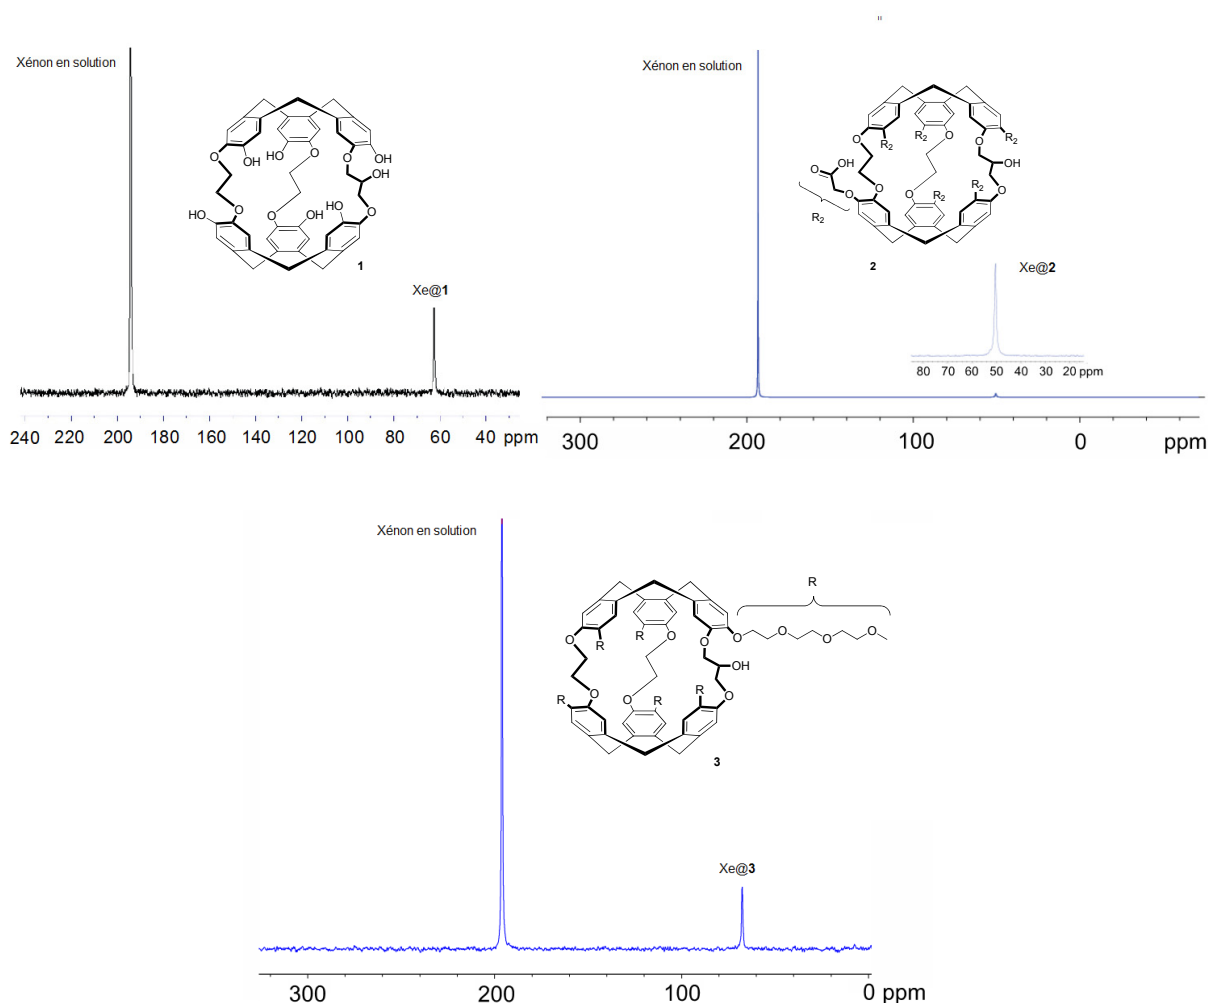 Xénon en solution
HO
HO
OH
O
O
O
OH
O
O
O
HO
OH
HO
1
Xe@1
240 220 200 180 160 140 120 100 80 60 40 ppm
Xénon en solution
O
R2
R2
O
O
R2
OH
O
OH
O
O
O
R2
R2
O
R2
2
Xe@2
80 70 60 50 40 30 20 ppm
300 200 100 0 ppm
Xénon en solution
R
O
R
R
O
O
O
O
O
O
OH
R
O
O
R
R
O
3
Xe@3
300 200 100 0 ppm